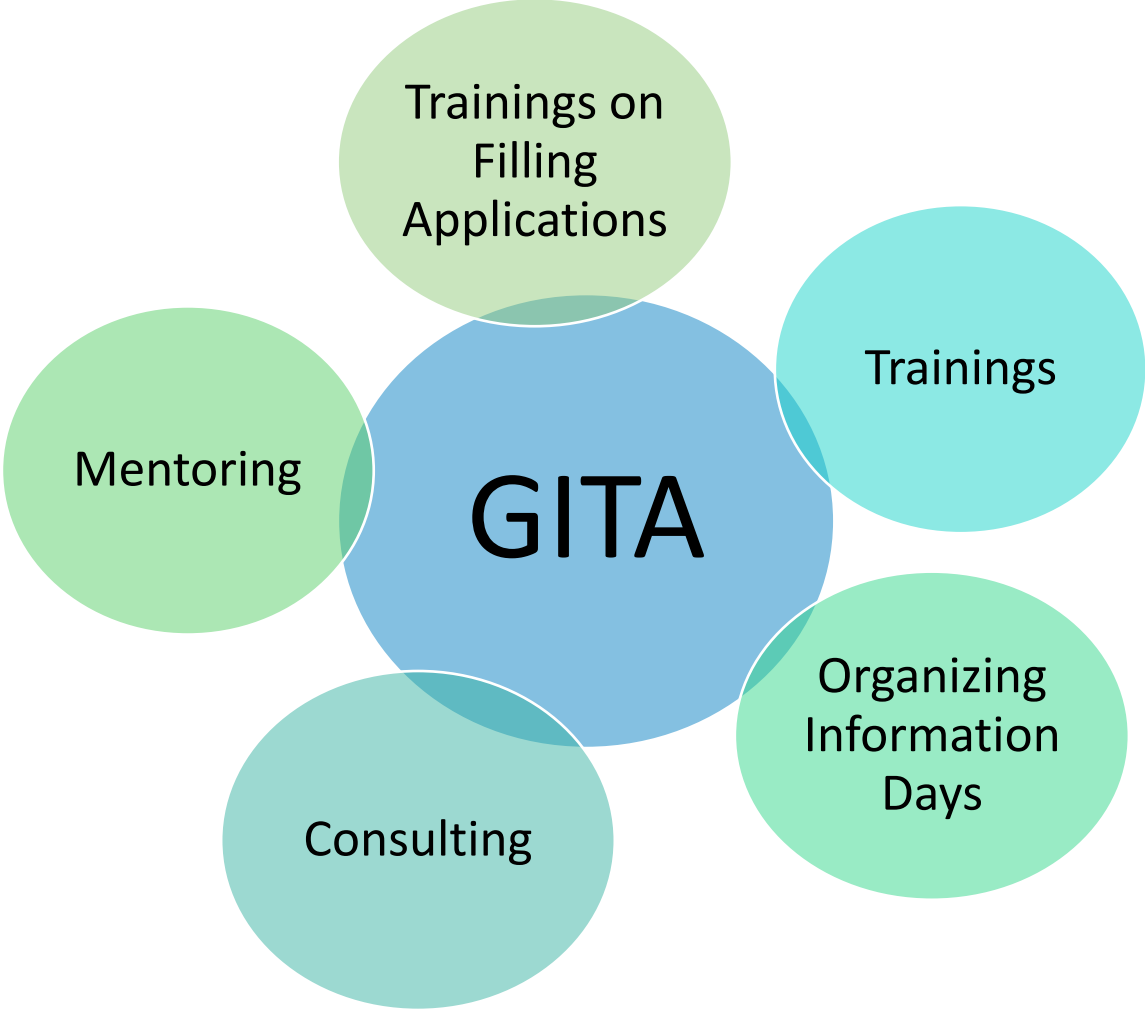 Trainings on
Filling
Applications
Trainings
Mentoring
GITA
Organizing
Information
Days
Consulting